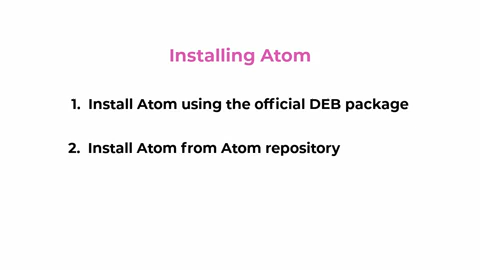 Installing Atom
1. Install Atom using the official DEB package
2. Install Atom from Atom repository